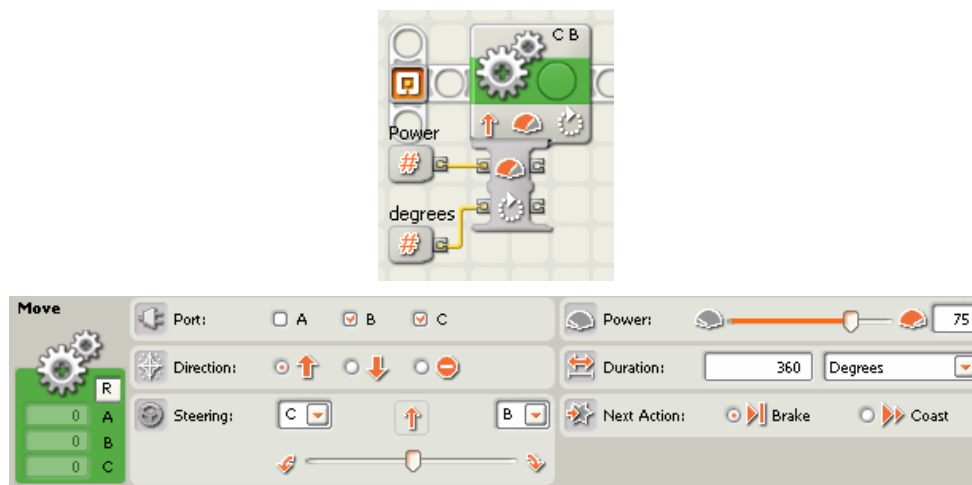 C B
Power
#
degrees
#
Move
Port: A B C
Power: 75
R
Direction:
Duration: 360 Degrees
0 A
Steering: C B
Next Action: Brake Coast
0 B
0 C